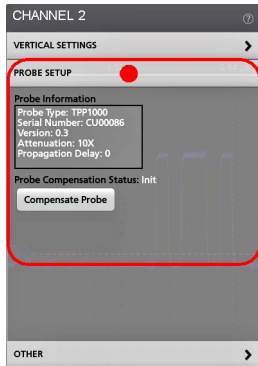 CHANNEL 2
?
VERTICAL SETTINGS
PROBE SETUP
Probe Information
Probe Type: TPP1000
Serial Number: CU00086
Version: 0.3
Attenuation: 10X
Propagation Delay: 0
Probe Compensation Status: Init
Compensate Probe
OTHER